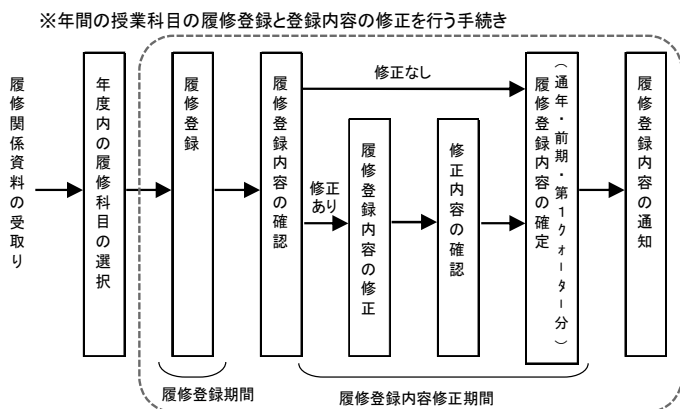 ※年間の授業科目の履修登録と登録内容の修正を行う手続き
履修関係資料の受取り
年度内の履修科目の選択
履修登録
履修登録内容の確認
修正なし
修正
あり
履修登録内容の修正
修正内容の確認
履修登録内容の確定
（通年・前期・第1クォーター分）
履修登録内容の通知
履修登録期間
履修登録内容修正期間